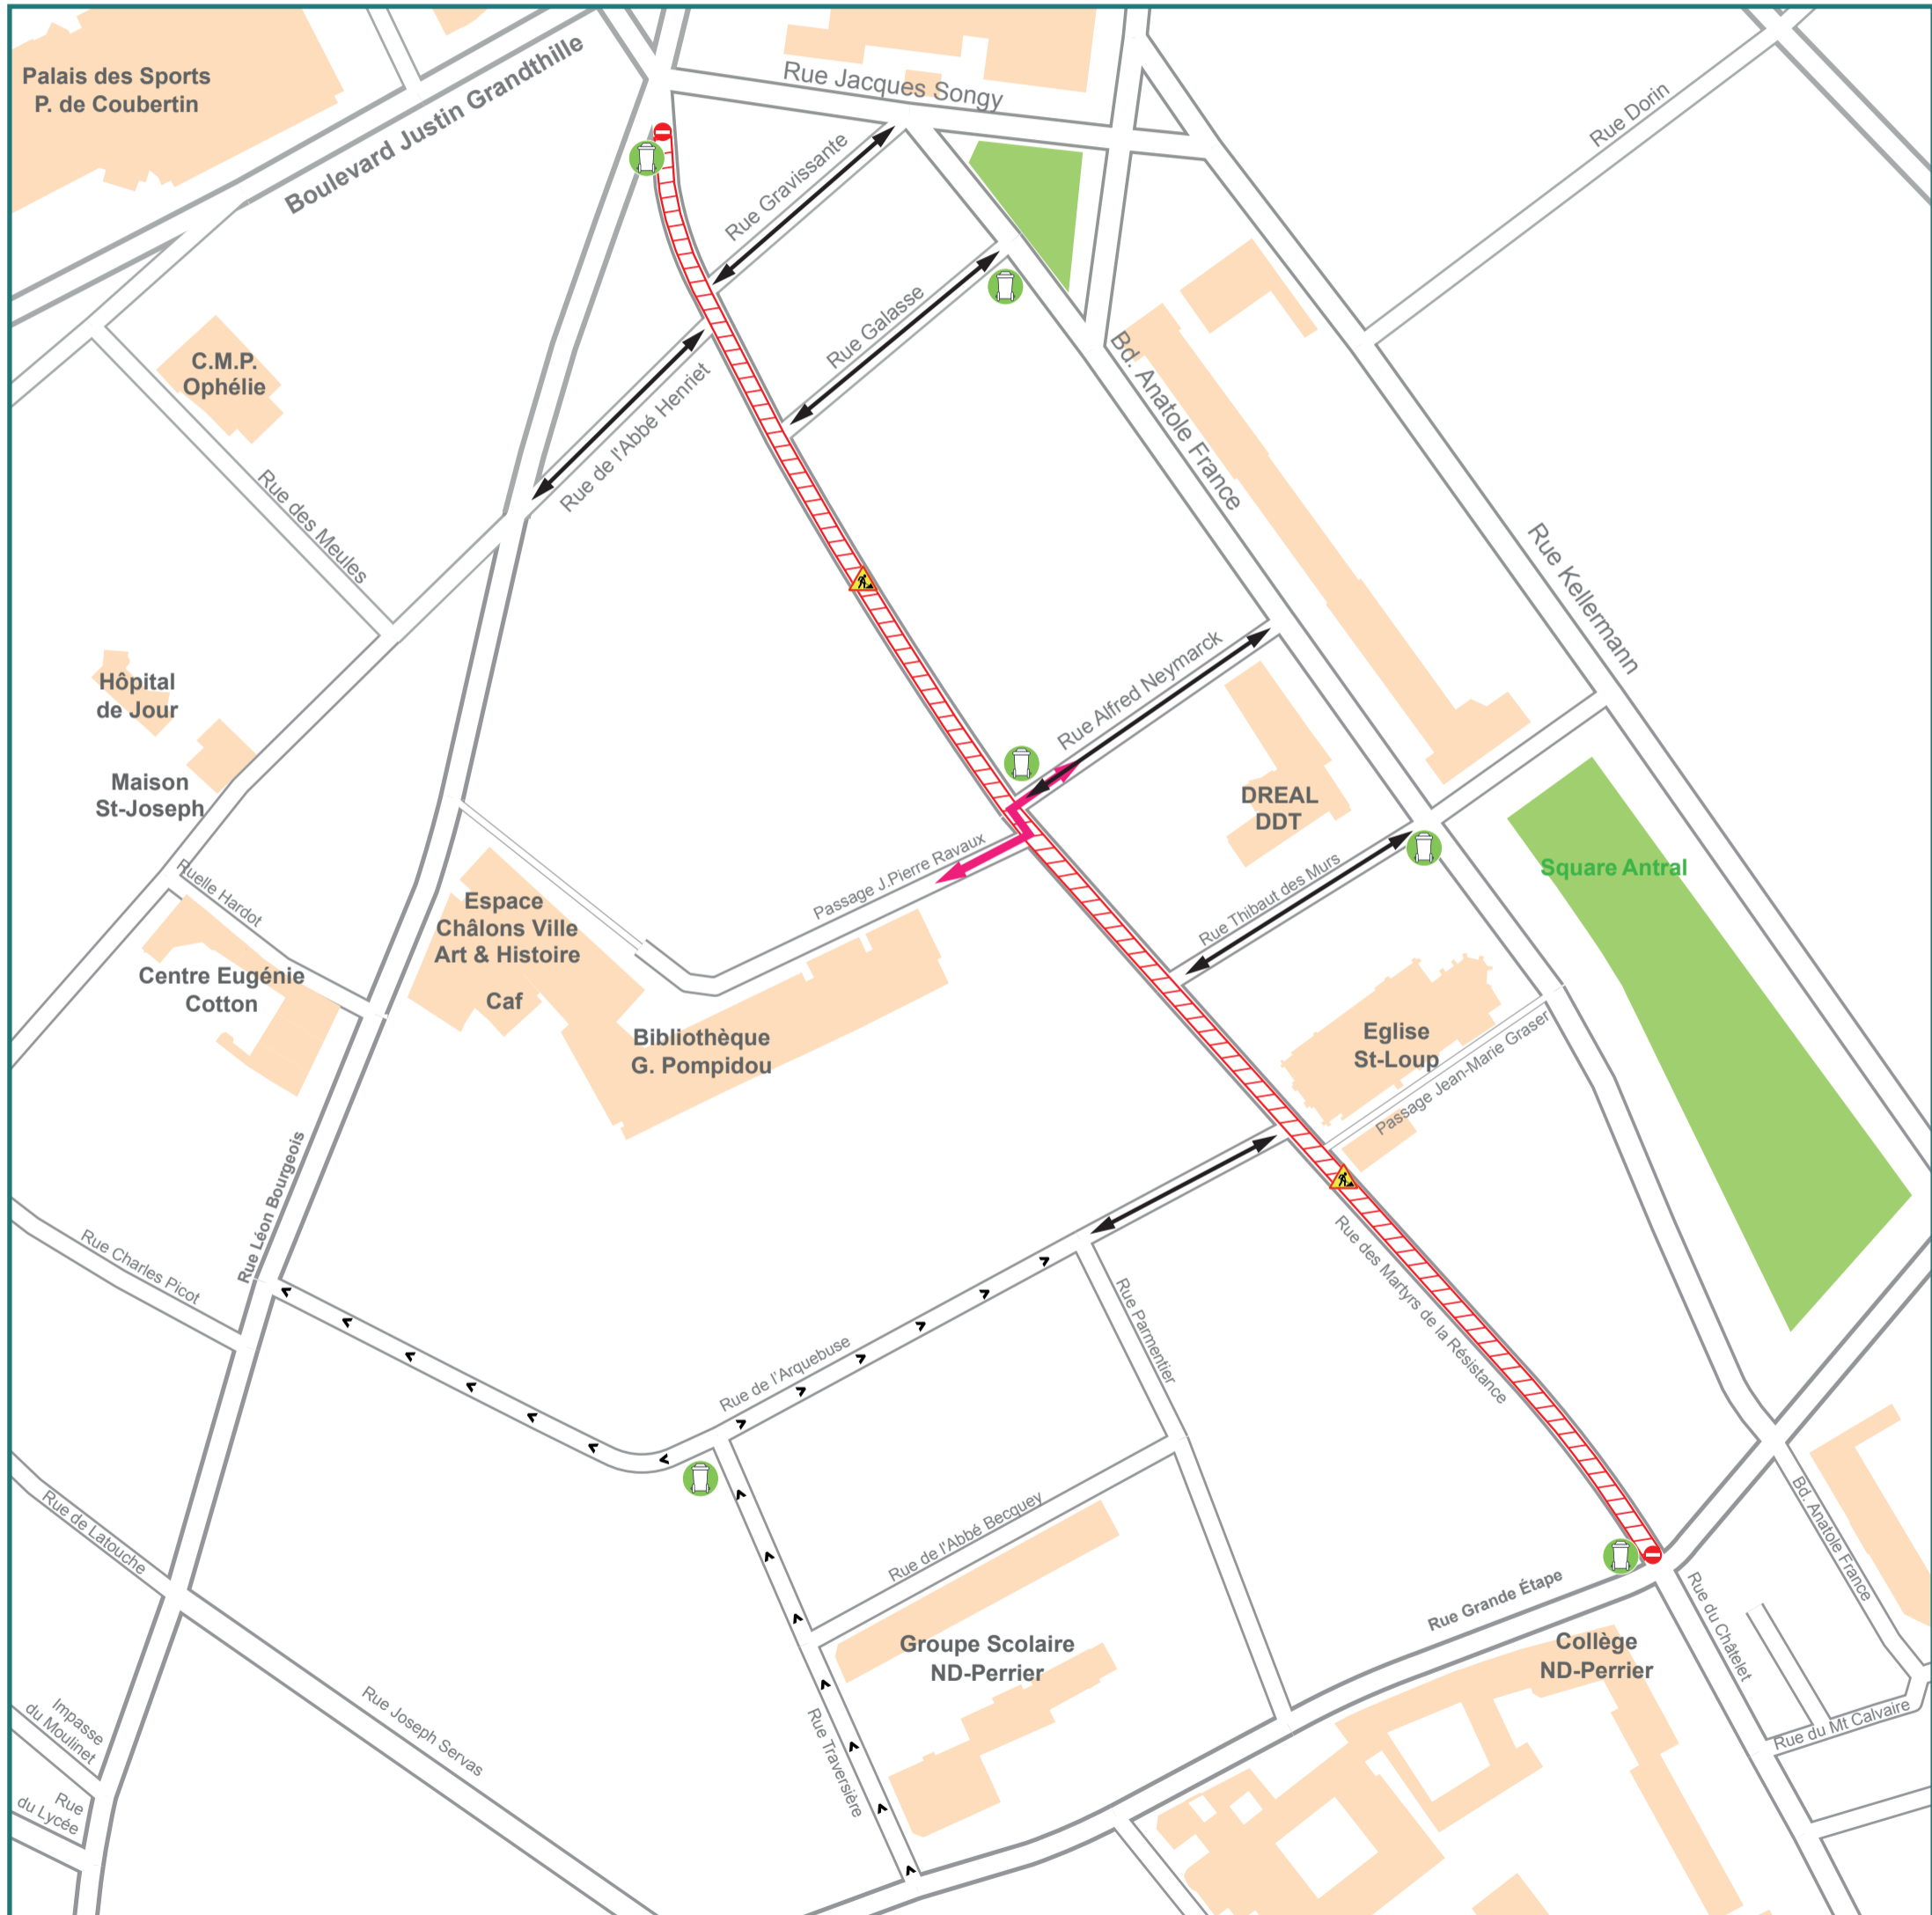 Palais des Sports
P. de Coubertin
Boulevard Justin Grandthille
Rue Jacques Songy
Rue Dorin
Rue Gravissante
Rue Galasse
C.M.P.
Ophélie
Rue de l'Abbé Henriet
Bd. Anatole France
Rue des Meules
Rue Kellermann
Hôpital
de Jour
Rue Alfred Neymarck
Maison
St-Joseph
DREAL
DDT
Square Antral
Passage J.Pierre Ravaux
Rue Thibaut des Murs
Ruelle Hardot
Espace
Châlons Ville
Art & Histoire
Caf
Centre Eugénie
Cotton
Bibliothèque
G. Pompidou
Eglise
St-Loup
Passage Jean-Marie Graser
Rue Léon Bourgeois
Rue Charles Picot
Rue des Martyrs de la Résistance
Rue Parmentier
Rue de l'Arquebuse
Rue de Latouche
Rue de l'Abbé Becquey
Bd. Anatole France
Rue Grande Étape
Rue du Châtelet
Groupe Scolaire
ND-Perrier
Collège
ND-Perrier
Rue Joseph Servas
Rue Traversière
Rue du Mt Calvaire
Impasse
du Moulinet
Rue
du Lycée